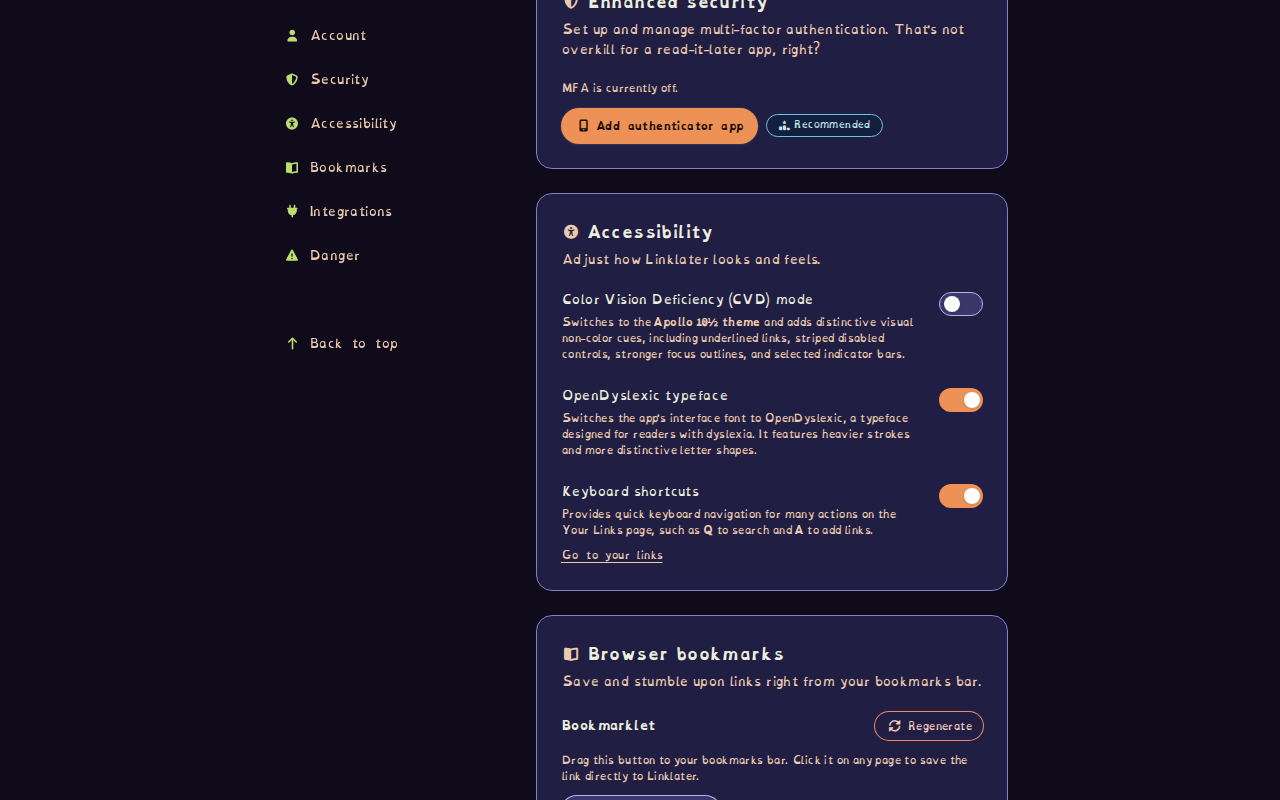 Account
Security
Accessibility
Bookmarks
Integrations
Danger
Back to top
Enhanced security
Set up and manage multi-factor authentication. That's not
overkill for a read-it-later app, right?
MFA is currently off.
Add authenticator app
Recommended
Accessibility
Adjust how Linklater looks and feels.
Color Vision Deficiency (CVD) mode
Switches to the Apollo 10½ theme and adds distinctive visual
non-color cues, including underlined links, striped disabled
controls, stronger focus outlines, and selected indicator bars.
OpenDyslexic typeface
Switches the app's interface font to OpenDyslexic, a typeface
designed for readers with dyslexia. It features heavier strokes
and more distinctive letter shapes.
Keyboard shortcuts
Provides quick keyboard navigation for many actions on the
Your Links page, such as Q to search and A to add links.
Go to your links
Browser bookmarks
Save and stumble upon links right from your bookmarks bar.
Bookmarklet
Regenerate
Drag this button to your bookmarks bar. Click it on any page to save the
link directly to Linklater.